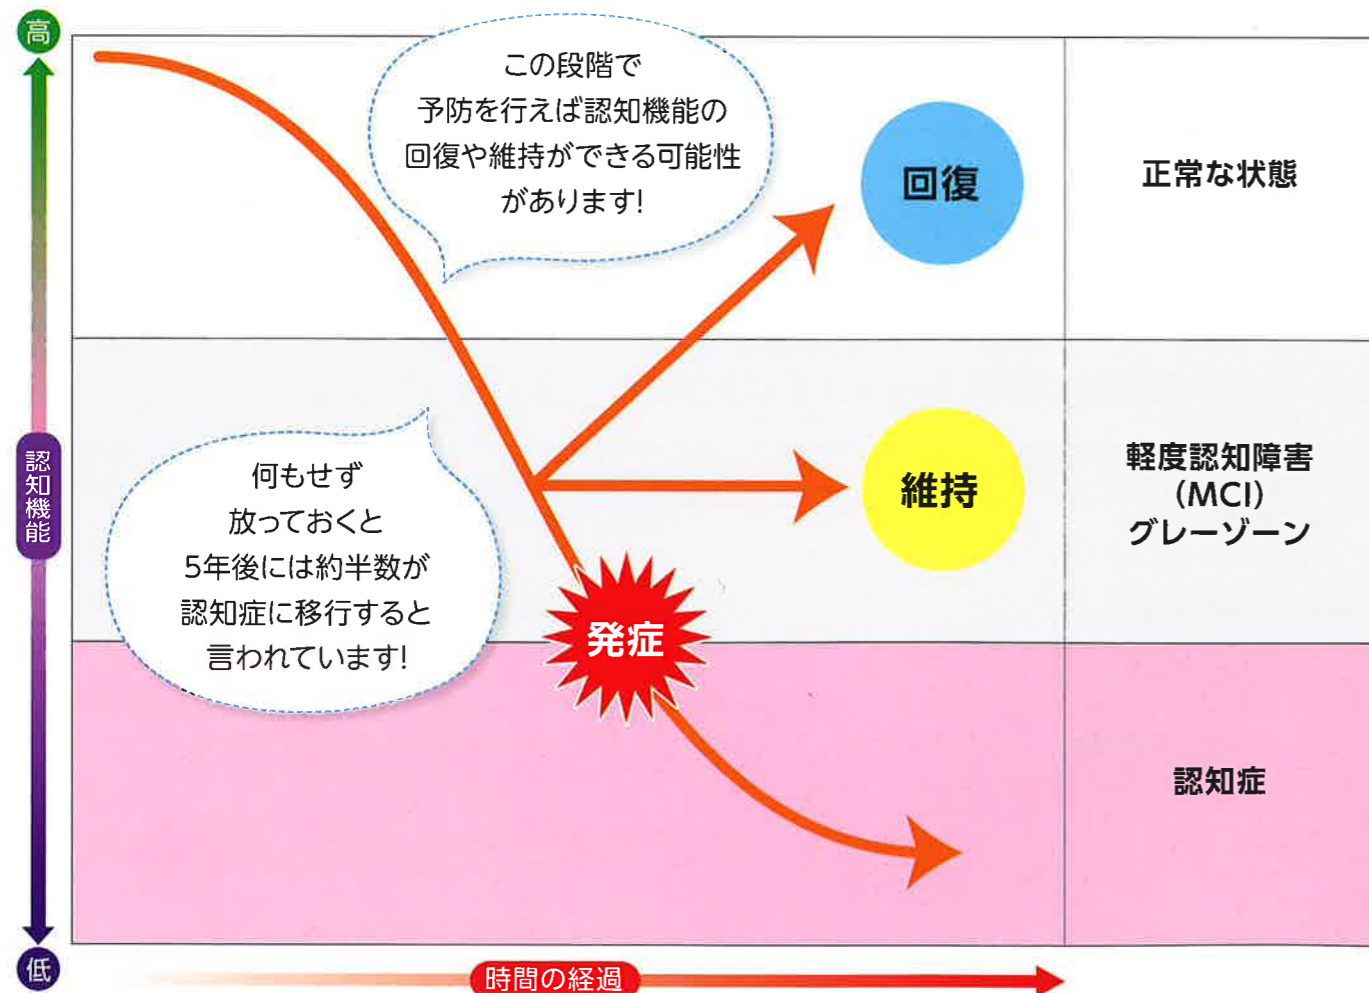 高
この段階で
予防を行えば認知機能の
回復や維持ができる可能性
があります!
回復
正常な状態
認知機能
何もせず
放っておくと
5年後には約半数が
認知症に移行すると
言われています!
維持
軽度認知障害
(MCI)
グレーゾーン
発症
認知症
低
時間の経過